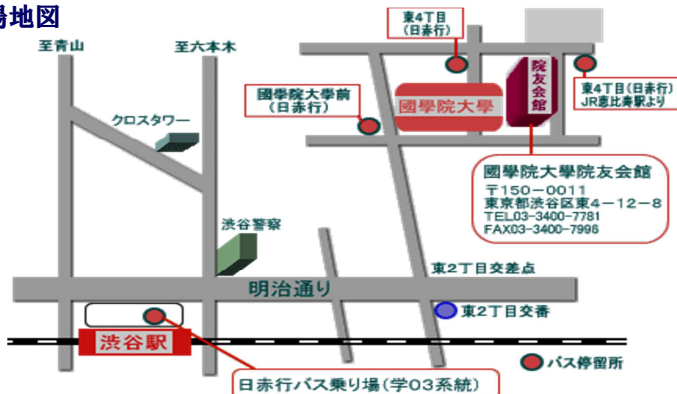 場地図
至青山
至六本木
東4丁目
(日赤行)
國學院大學前
(日赤行)
國學院大學
院友会館
東4丁目(日赤行)
JR恵比寿駅より
クロスタワー
國學院大學院友会館
〒150-0011
東京都渋谷区東4-12-8
TEL03-3400-7781
FAX03-3400-7996
渋谷警察
東2丁目交差点
明治通り
東2丁目交番
渋谷駅
バス停留所
日赤行バス乗り場(学03系統)